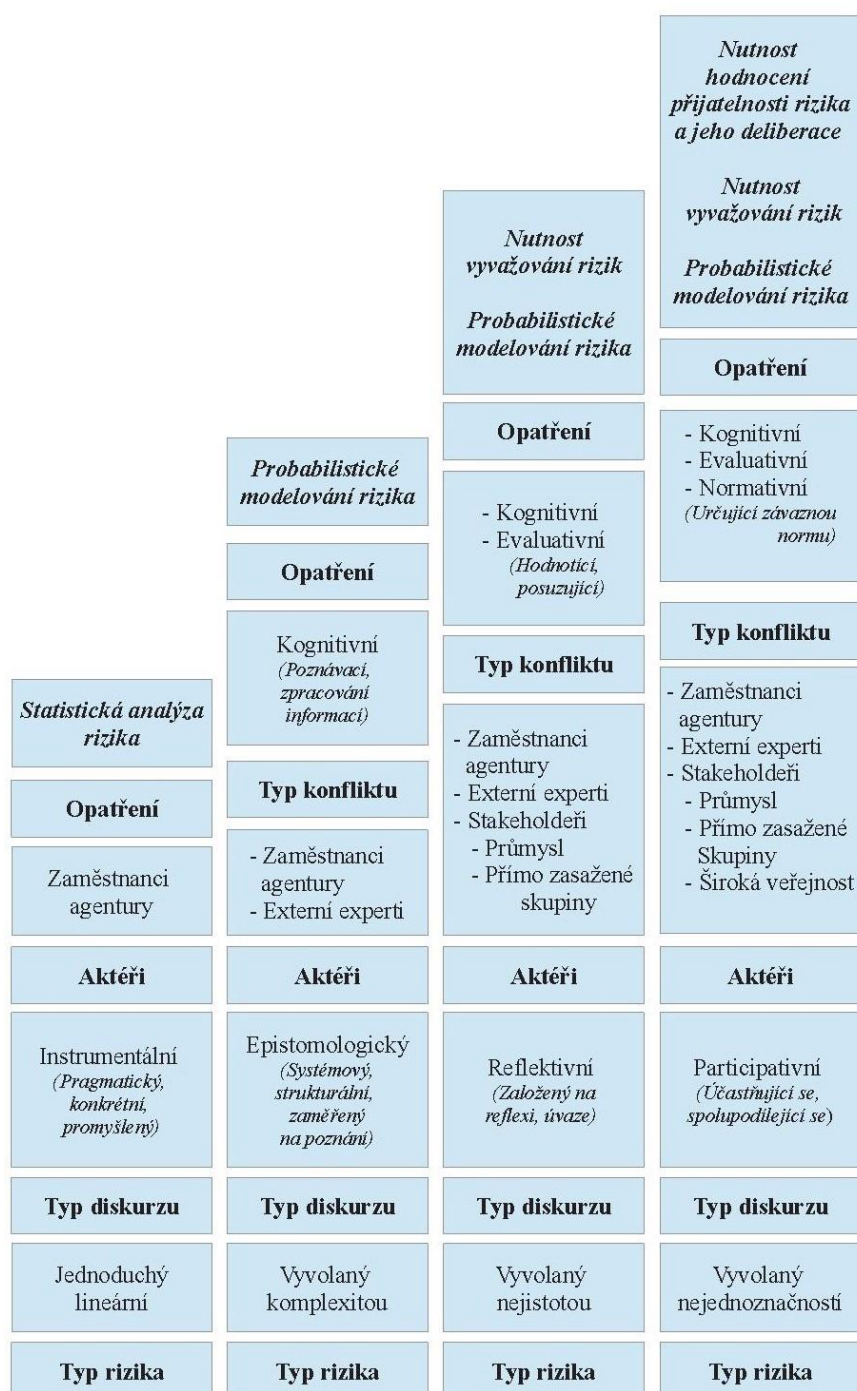 Statistická analýza
rizika
Opatření
Zaměstnanci
agentury
Aktéři
Instrumentální
(Pragmatický,
konkrétní,
promyšlený)
Typ diskurzu
Jednoduchý
lineární
Typ rizika
Probabilistické
modelování rizika
Opatření
Kognitivní
(Poznávací,
zpracování
informací)
Typ konfliktu
- Zaměstnanci
agentury
- Externí experti
Aktéři
Epistomologický
(Systémový,
strukturální,
zaměřený
na poznání)
Typ diskurzu
Vyvolaný
komplexitou
Typ rizika
Nutnost
vyvažování rizik
Probabilistické
modelování rizika
Opatření
- Kognitivní
- Evaluativní
(Hodnotící,
posuzující)
Typ konfliktu
- Zaměstnanci
agentury
- Externí experti
- Stakeholdeři
- Průmysl
- Přímo zasažené
skupiny
Aktéři
Reflektivní
(Založený na
reflexi, úvaze)
Typ diskurzu
Vyvolaný
nejistotou
Typ rizika
Nutnost
hodnocení
přijatelnosti rizika
a jeho deliberace
Nutnost
vyvažování rizik
Probabilistické
modelování rizika
Opatření
- Kognitivní
- Evaluativní
- Normativní
(Určující závaznou
normu)
Typ konfliktu
- Zaměstnanci
agentury
- Externí experti
- Stakeholdeři
- Průmysl
- Přímo zasažené
Skupiny
- Široká veřejnost
Aktéři
Participativní
(Účastňující se,
spolupodílející se)
Typ diskurzu
Vyvolaný
nejednoznačností
Typ rizika